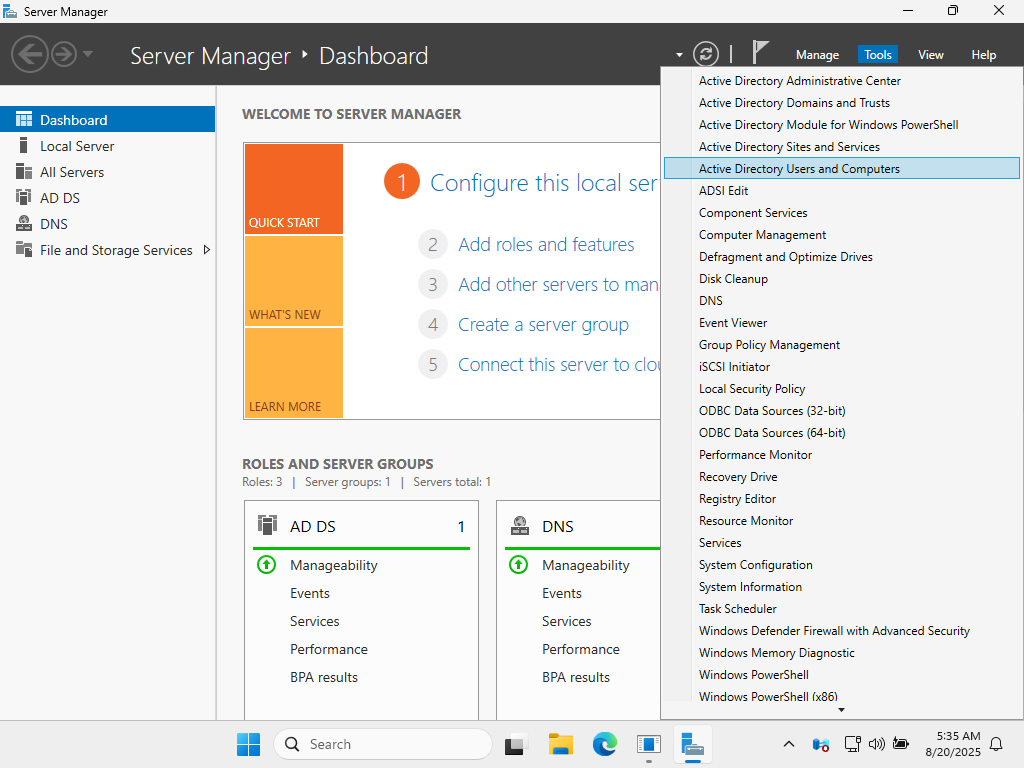 Server Manager
Server Manager • Dashboard
Manage
Tools
View
Help
Dashboard
Local Server
All Servers
AD DS
DNS
File and Storage Services
WELCOME TO SERVER MANAGER
QUICK START
WHAT'S NEW
LEARN MORE
1 Configure this local ser
2 Add roles and features
3 Add other servers to mana
4 Create a server group
5 Connect this server to clou
ROLES AND SERVER GROUPS
Roles: 3 | Server groups: 1 | Servers total: 1
AD DS 1
Manageability
Events
Services
Performance
BPA results
DNS
Manageability
Events
Services
Performance
BPA results
Active Directory Administrative Center
Active Directory Domains and Trusts
Active Directory Module for Windows PowerShell
Active Directory Sites and Services
Active Directory Users and Computers
ADSI Edit
Component Services
Computer Management
Defragment and Optimize Drives
Disk Cleanup
DNS
Event Viewer
Group Policy Management
iSCSI Initiator
Local Security Policy
ODBC Data Sources (32-bit)
ODBC Data Sources (64-bit)
Performance Monitor
Recovery Drive
Registry Editor
Resource Monitor
Services
System Configuration
System Information
Task Scheduler
Windows Defender Firewall with Advanced Security
Windows Memory Diagnostic
Windows PowerShell
Windows PowerShell (x86)
Search
5:35 AM
8/20/2025